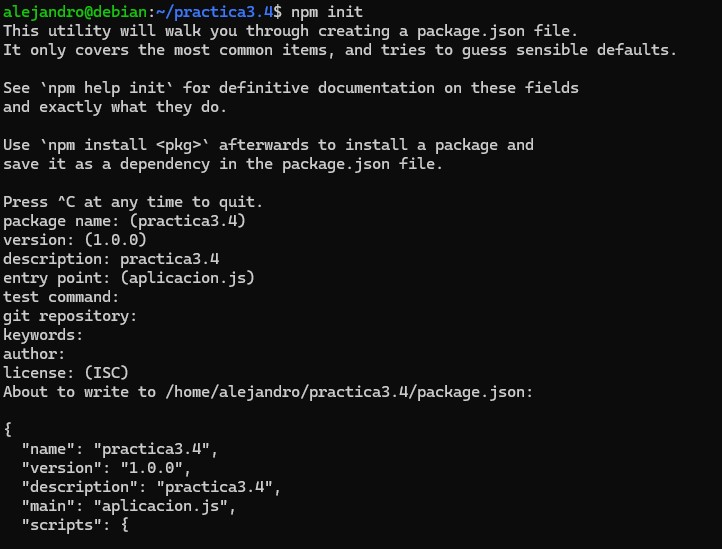 alejandro@debian:~/practica3.4$ npm init
This utility will walk you through creating a package.json file.
It only covers the most common items, and tries to guess sensible defaults.

See `npm help init` for definitive documentation on these fields
and exactly what they do.

Use `npm install <pkg>` afterwards to install a package and
save it as a dependency in the package.json file.

Press ^C at any time to quit.
package name: (practica3.4)
version: (1.0.0)
description: practica3.4
entry point: (aplicacion.js)
test command:
git repository:
keywords:
author:
license: (ISC)
About to write to /home/alejandro/practica3.4/package.json:

{
  "name": "practica3.4",
  "version": "1.0.0",
  "description": "practica3.4",
  "main": "aplicacion.js",
  "scripts": {